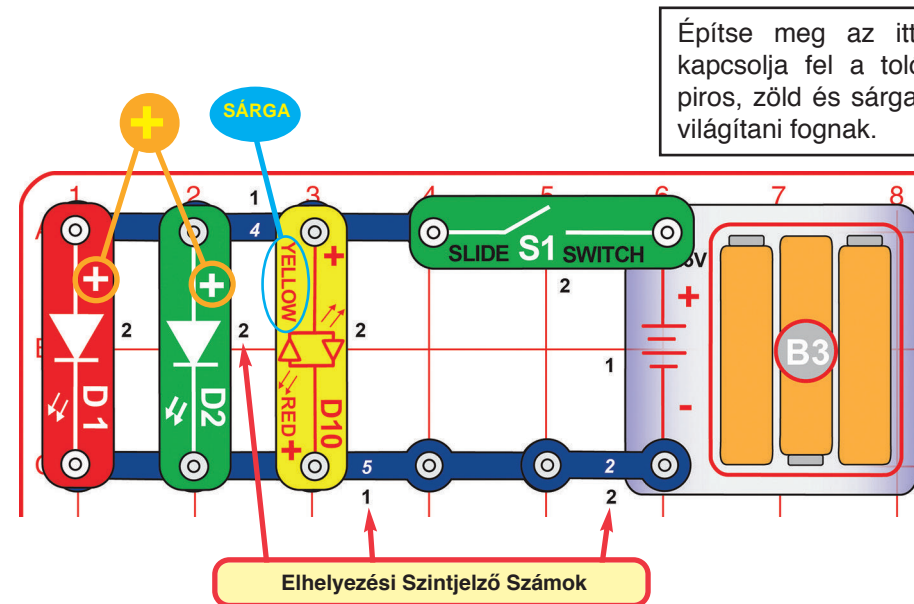 Építse meg az itt
kapcsolja fel a
piros, zöld és sárga
világítani fognak.
+
SÁRGA
1 2 3 4 5 6 7 8
1
4
A
YELLOW
+
SLIDE S1 SWITCH
V
+
2
+
+
2
2
2
B
1
B3
D1
D2
D10
RED
+
-
C
5
2
1
2
Elhelyezési Szintjelző Számok